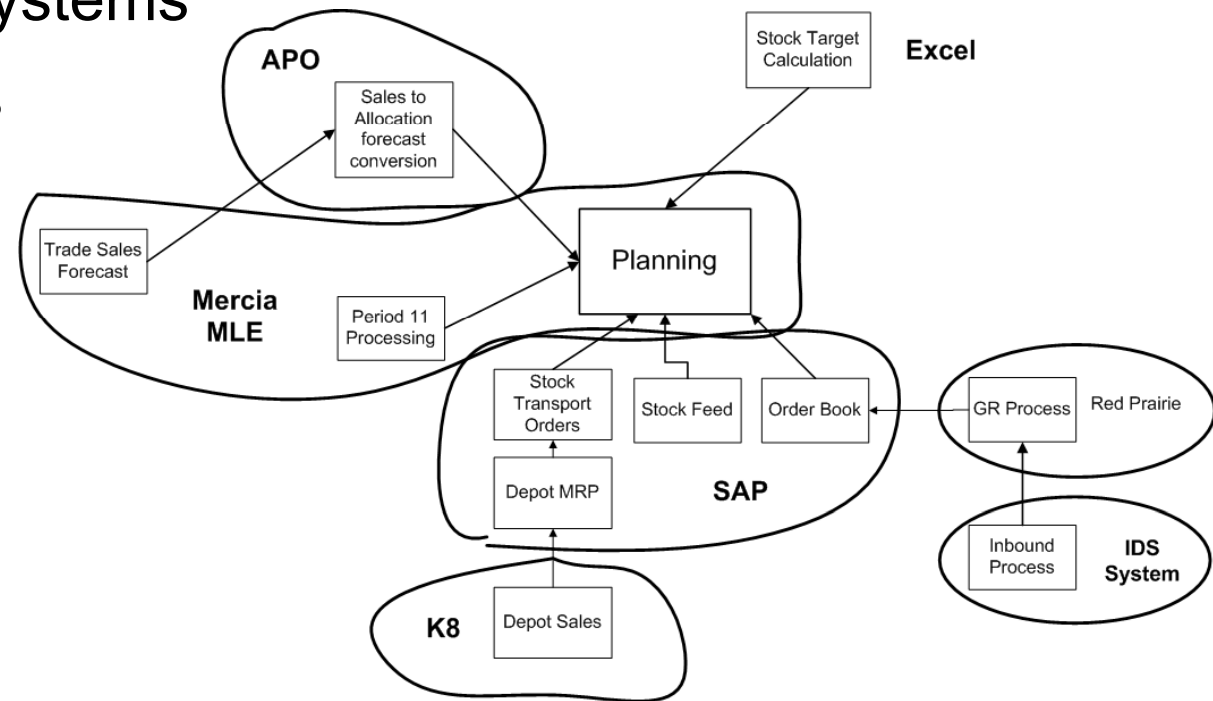 ystems
APO
Stock Target
Calculation
Excel
Sales to
Allocation
forecast
conversion
Trade Sales
Forecast
Planning
Mercia
MLE
Period 11
Processing
Stock
Transport
Orders
Stock Feed
Order Book
GR Process
Red Prairie
Depot MRP
SAP
Inbound
Process
IDS
System
K8
Depot Sales